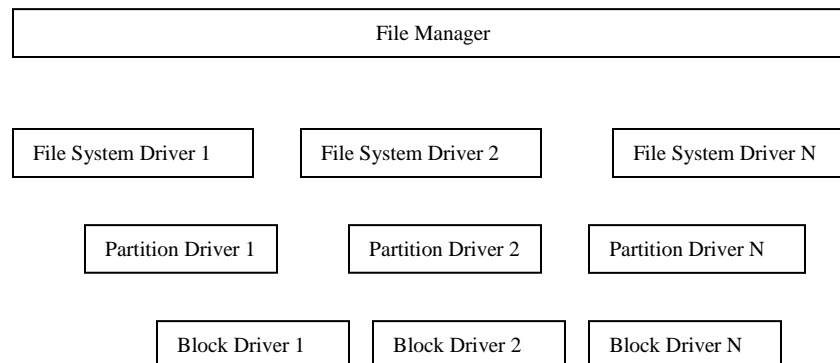 File Manager
File System Driver 1
File System Driver 2
File System Driver N
Partition Driver 1
Partition Driver 2
Partition Driver N
Block Driver 1
Block Driver 2
Block Driver N